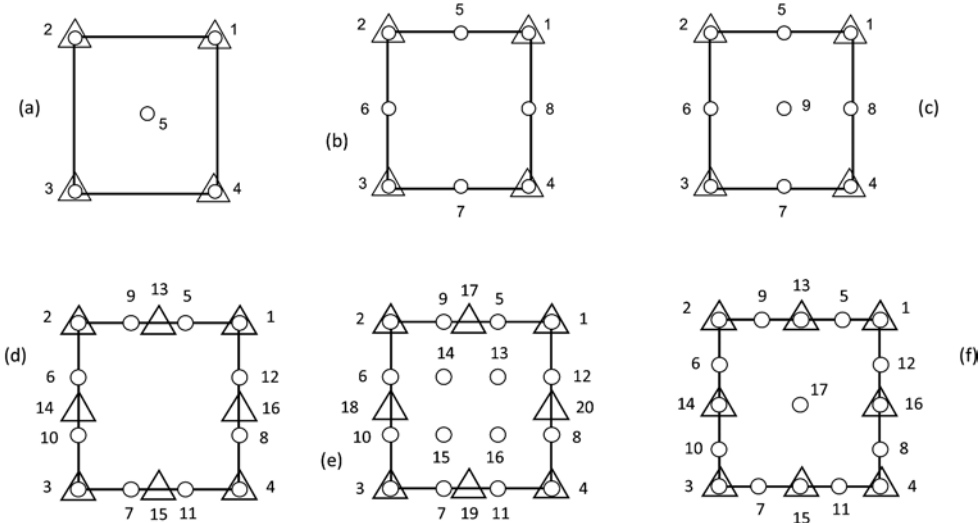 2 1 2 5 1 2 5 1
(a) 5 6 8 6 9 8 (c)
(b)
3 4 3 4 3 4
7 7
9 13 5 9 17 5 9 13 5
2 1 2 1 2 1
(d) 14 13 (f)
6 12 6 12 6 12
14 16 18 20 14 17 16
10 8 10 15 16 8 10 8
(e)
3 4 3 4 3 4
7 15 11 7 19 11 7 15 11